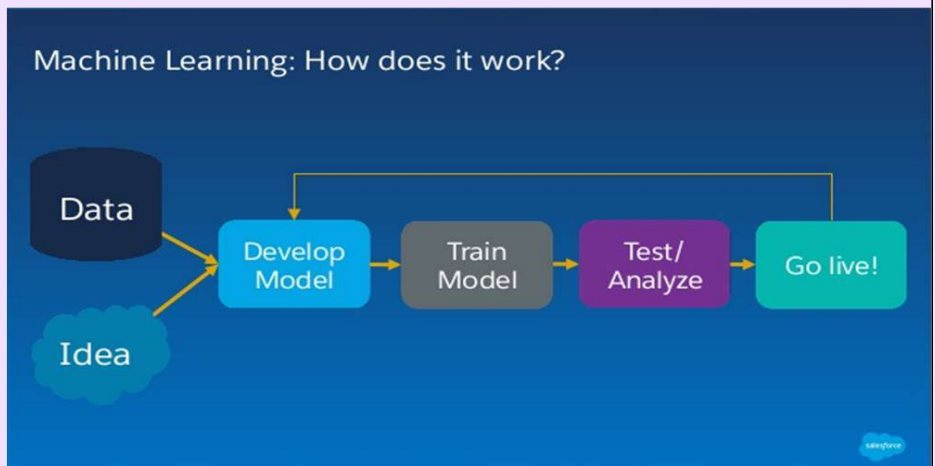 Machine Learning: How does it work?
Data
Idea
Develop
Model
Train
Model
Test/
Analyze
Go live!
salesforce